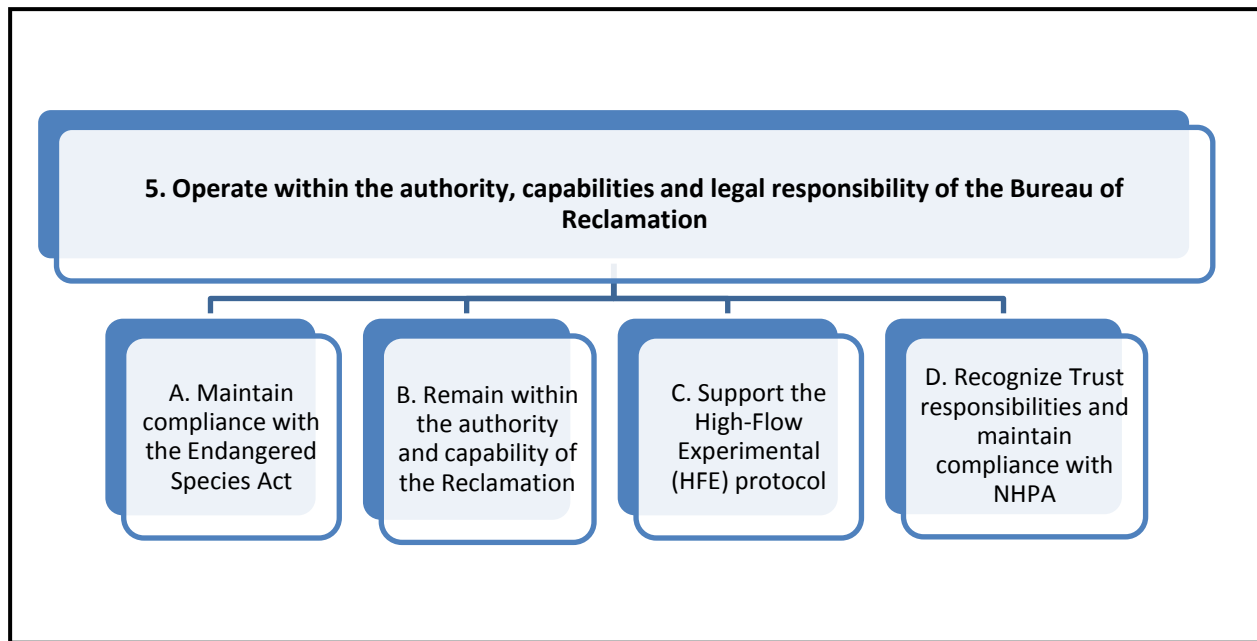 5. Operate within the authority, capabilities and legal responsibility of the Bureau of
Reclamation
A. Maintain
compliance with
the Endangered
Species Act
B. Remain within
the authority
and capability of
the Reclamation
C. Support the
High-Flow
Experimental
(HFE) protocol
D. Recognize Trust
responsibilities and
maintain
compliance with
NHPA